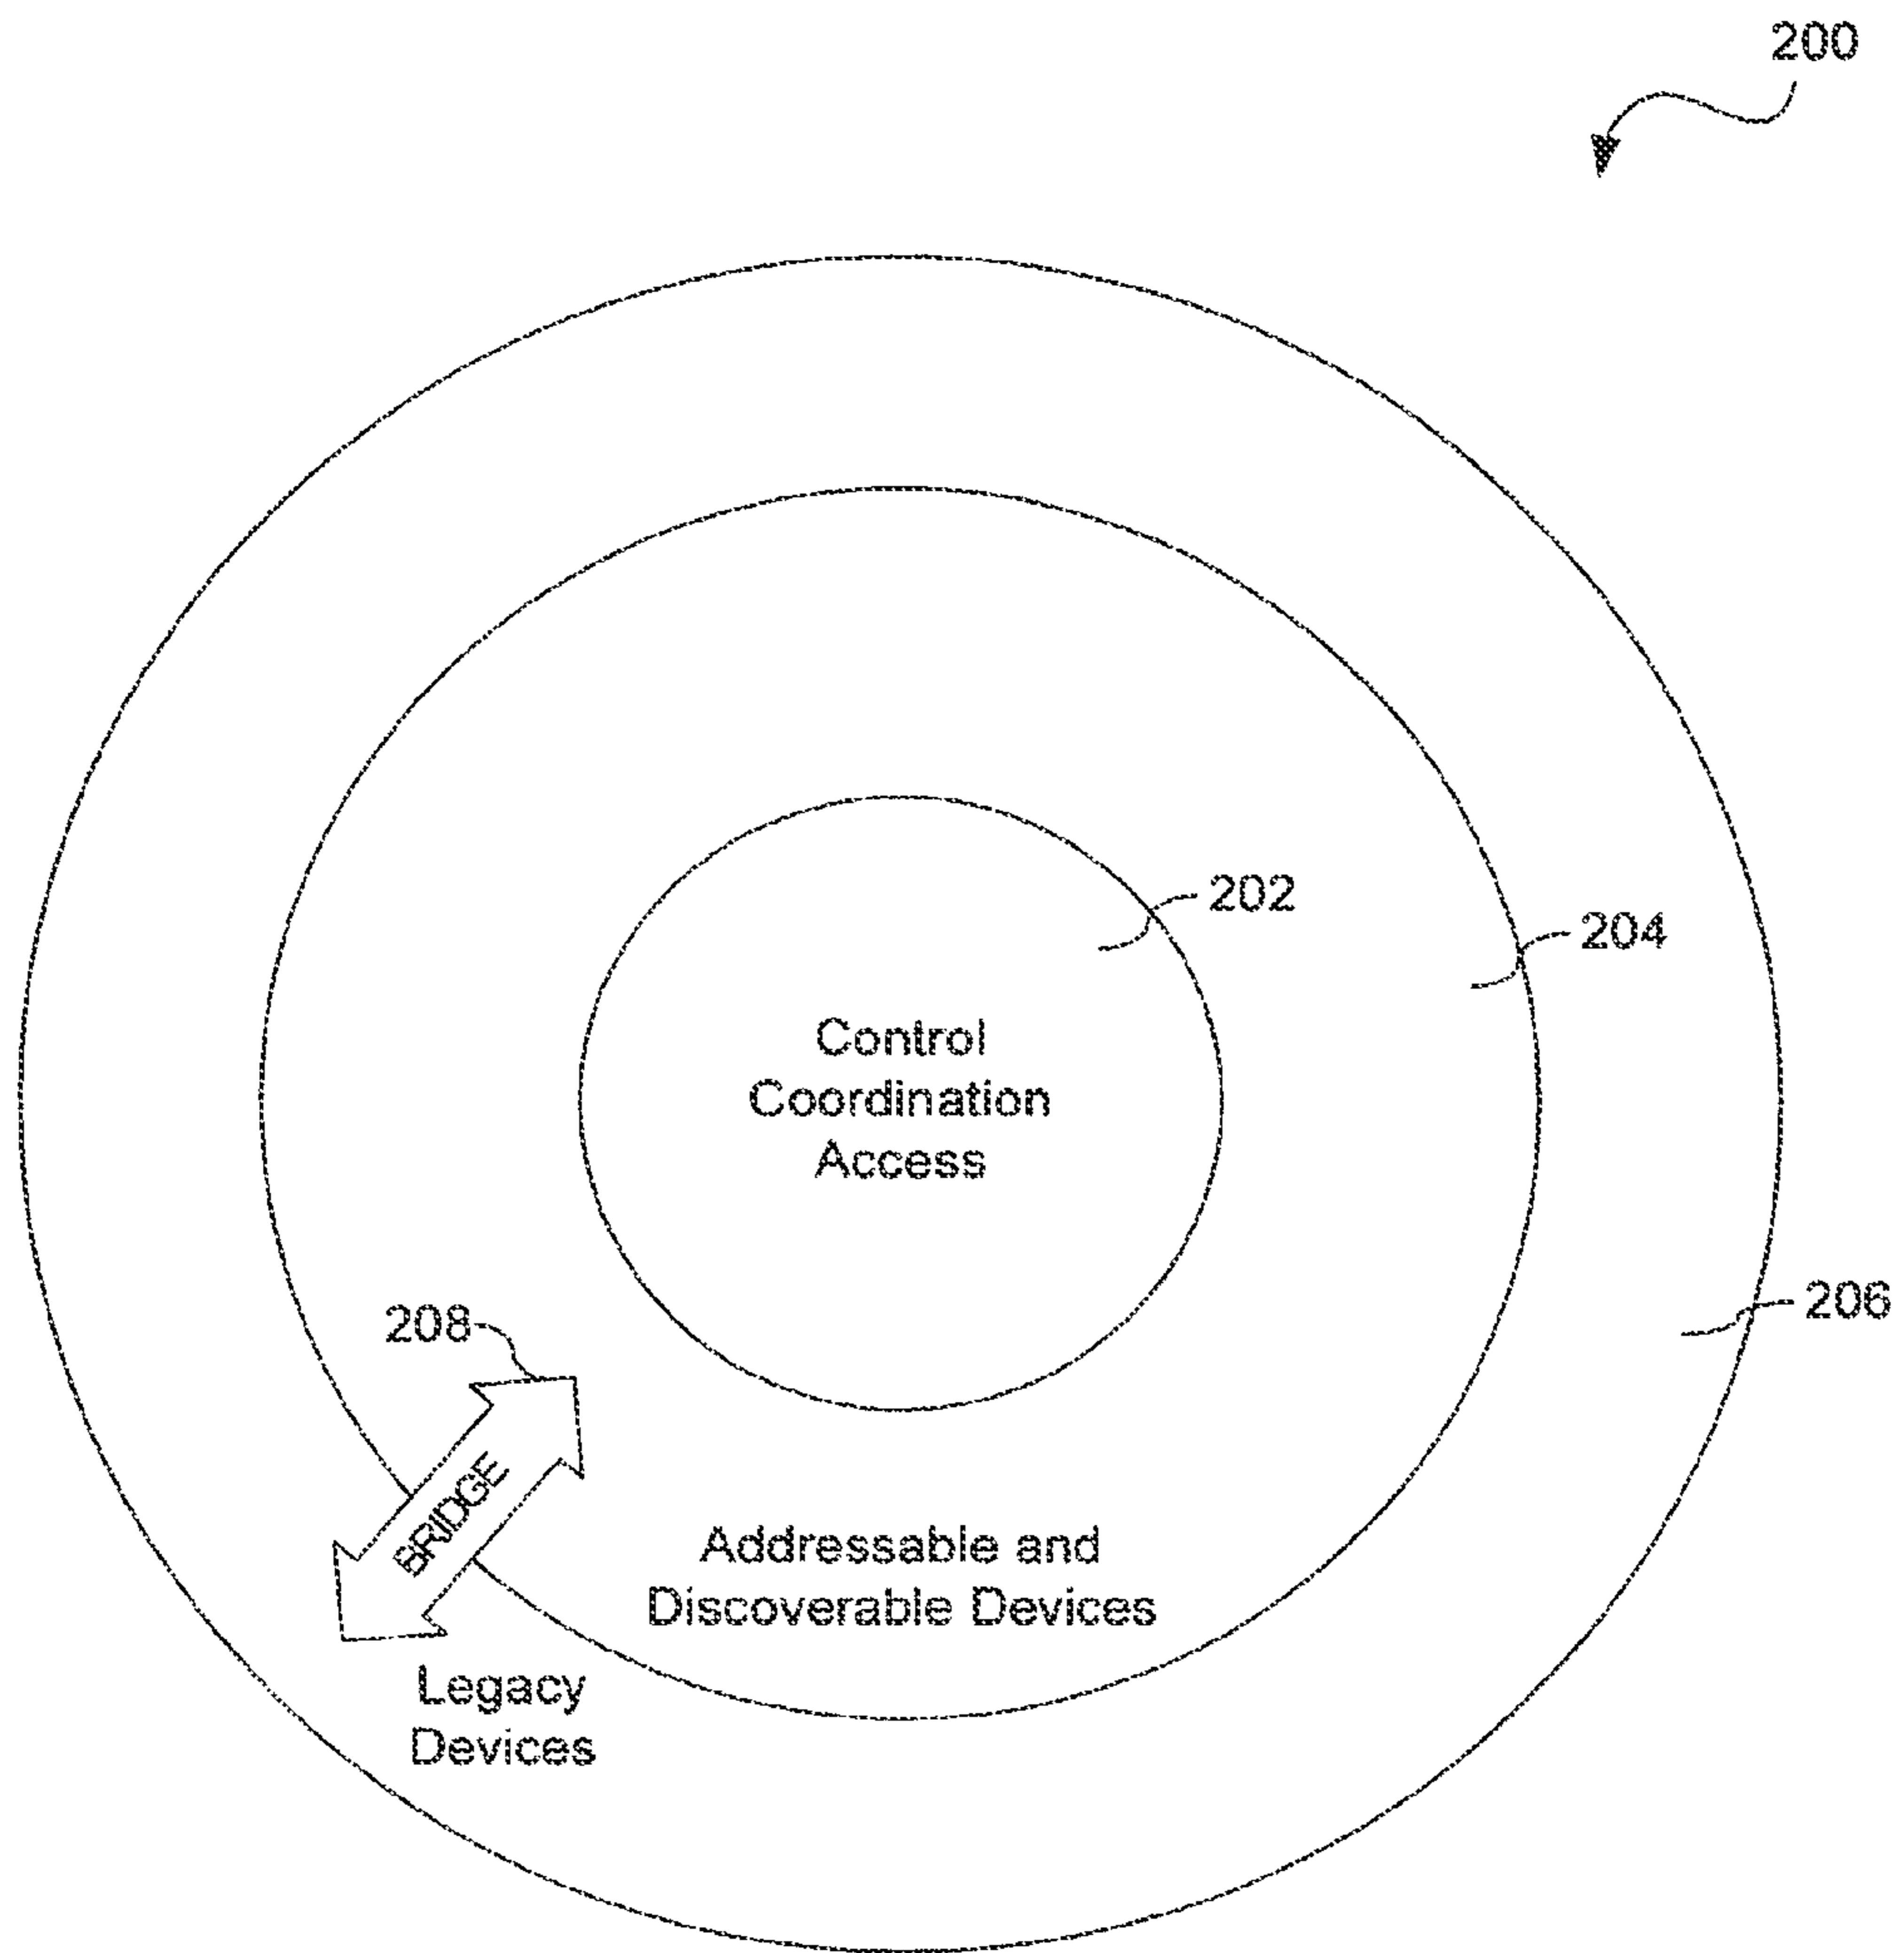 200
202
204
Control
Coordination
Access
206
208
BRIDGE
Addressable and
Discoverable Devices
Legacy
Devices